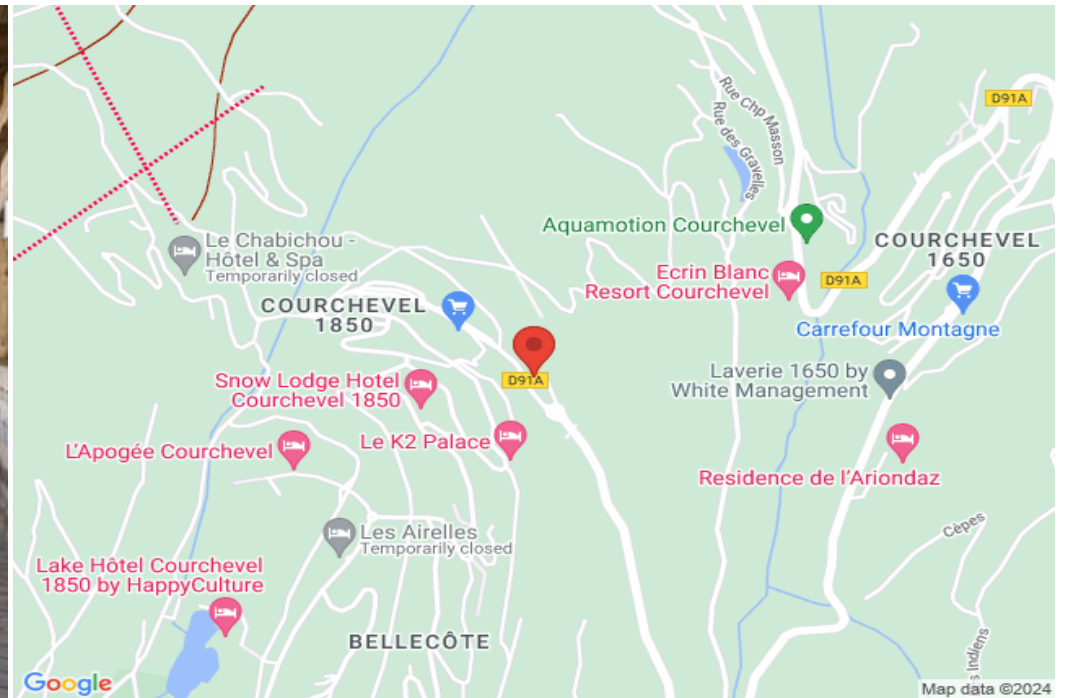 D91A
Rue Chp Masson
Rue des Gravelles
Aquamotion Courchevel
COURCHEVEL
1650
Le Chabichou -
Hôtel & Spa
Temporarily closed
Ecrin Blanc
Resort Courchevel
D91A
COURCHEVEL
1850
Carrefour Montagne
D91A
Snow Lodge Hotel
Courchevel 1850
Laverie 1650 by
White Management
L'Apogée Courchevel
Le K2 Palace
Residence de l'Ariondaz
Les Airelles
Temporarily closed
Cèpes
Lake Hôtel Courchevel
1850 by HappyCulture
BELLECÔTE
s Indiens
Google
Map data ©2024